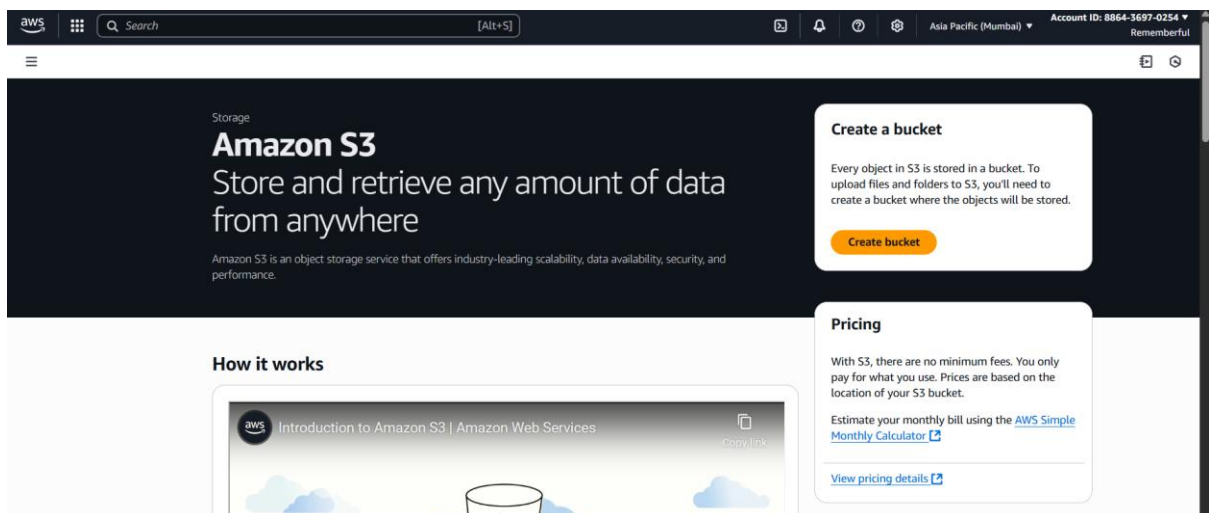 aws
Search [Alt+S]
Asia Pacific (Mumbai) ▼
Account ID: 8864-3697-0254 ▼
Rememberful
Storage
Amazon S3
Store and retrieve any amount of data
from anywhere
Amazon S3 is an object storage service that offers industry-leading scalability, data availability, security, and
performance.
Create a bucket
Every object in S3 is stored in a bucket. To
upload files and folders to S3, you'll need to
create a bucket where the objects will be stored.
Create bucket
Pricing
With S3, there are no minimum fees. You only
pay for what you use. Prices are based on the
location of your S3 bucket.
Estimate your monthly bill using the AWS Simple
Monthly Calculator
View pricing details
How it works
aws
Introduction to Amazon S3 | Amazon Web Services
Copy link